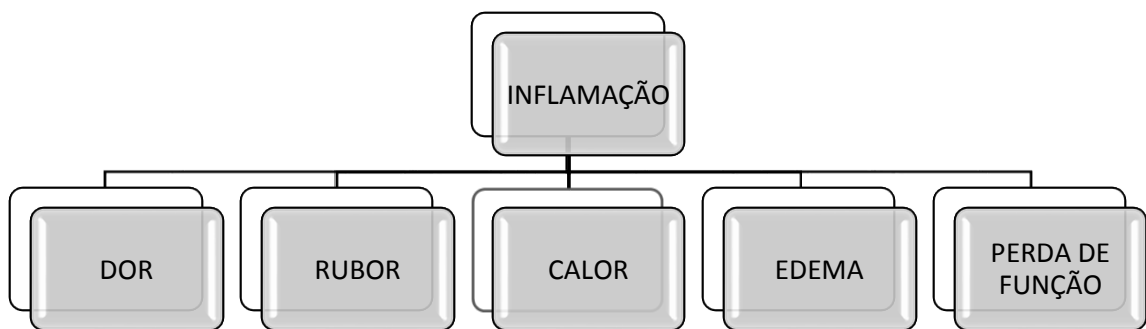 INFLAMAÇÃO
DOR
RUBOR
CALOR
EDEMA
PERDA DE
FUNÇÃO